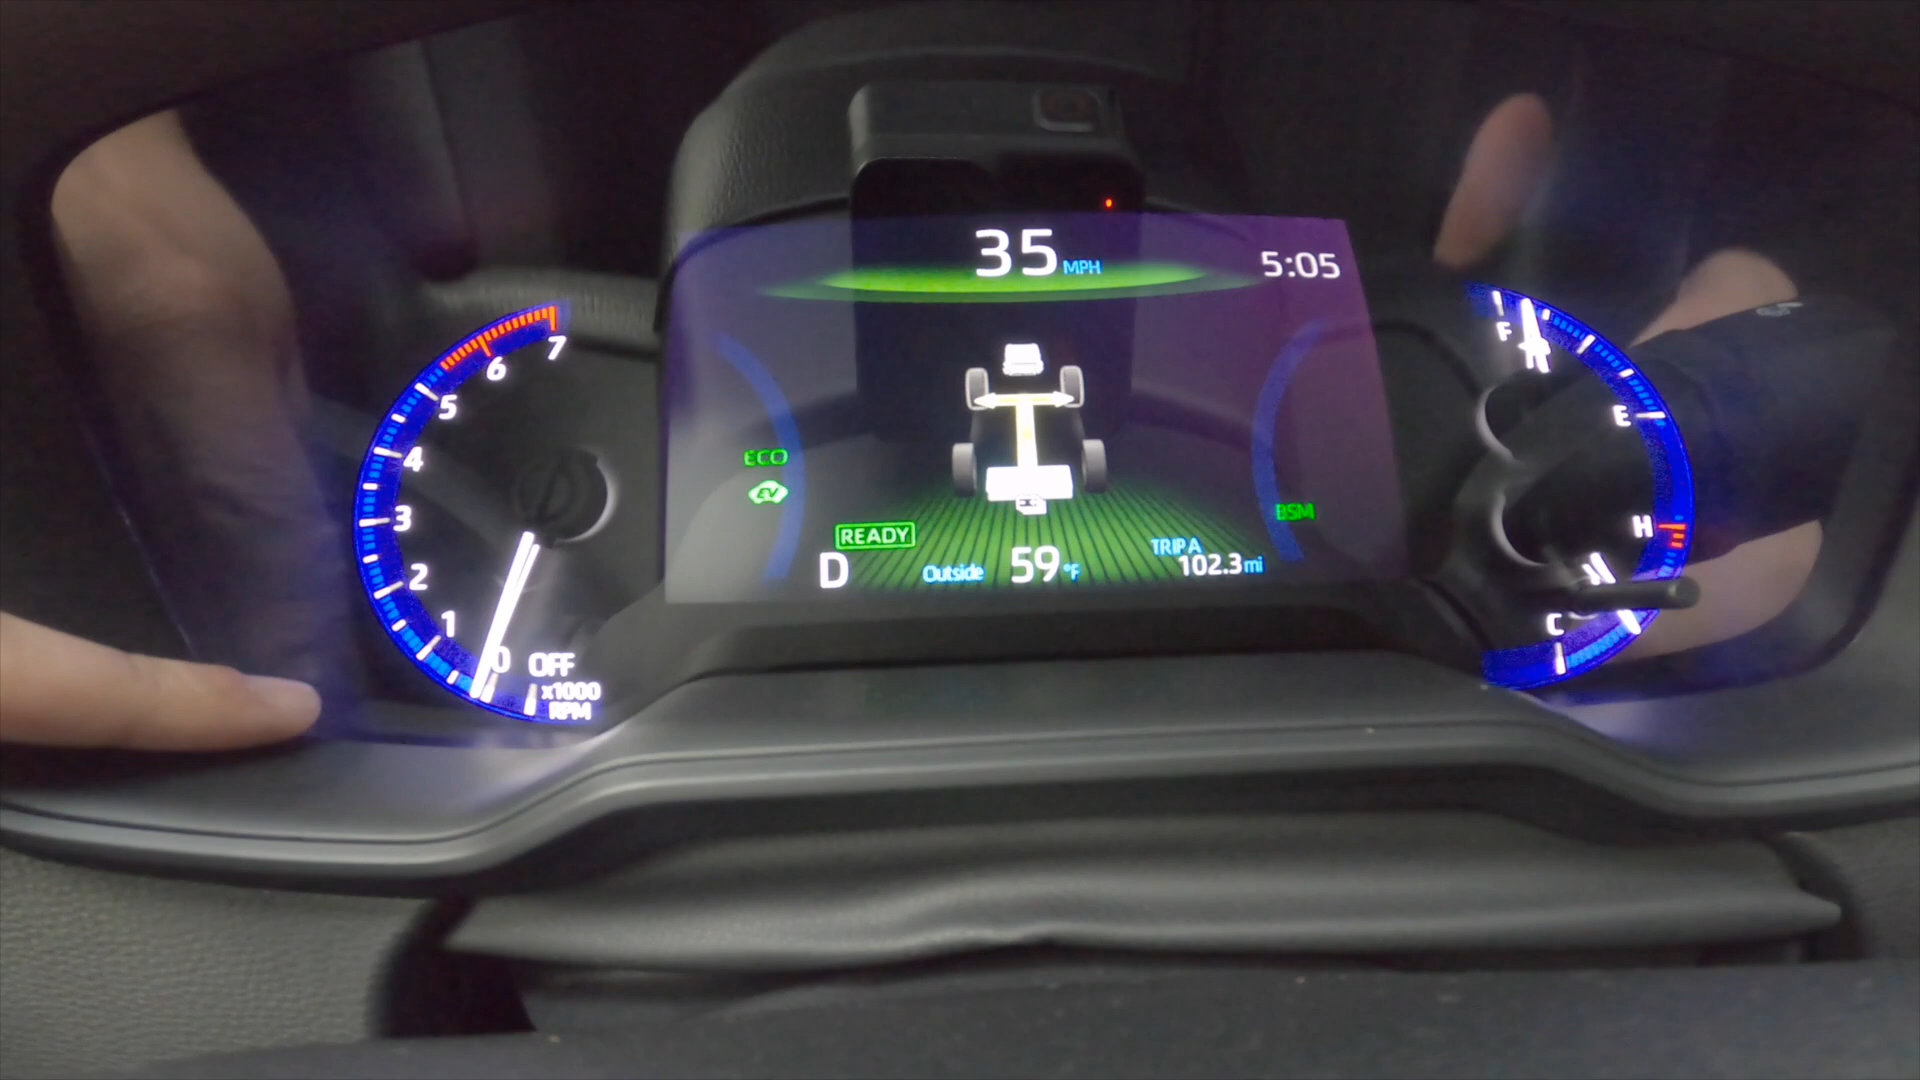 35 MPH
5:05
7
6
5
4
3
2
1
0 OFF
x1000
RPM
ECO
EV
READY
D
Outside 59 °F
TRIP A
102.3 mi
BSM
F
E
H
C